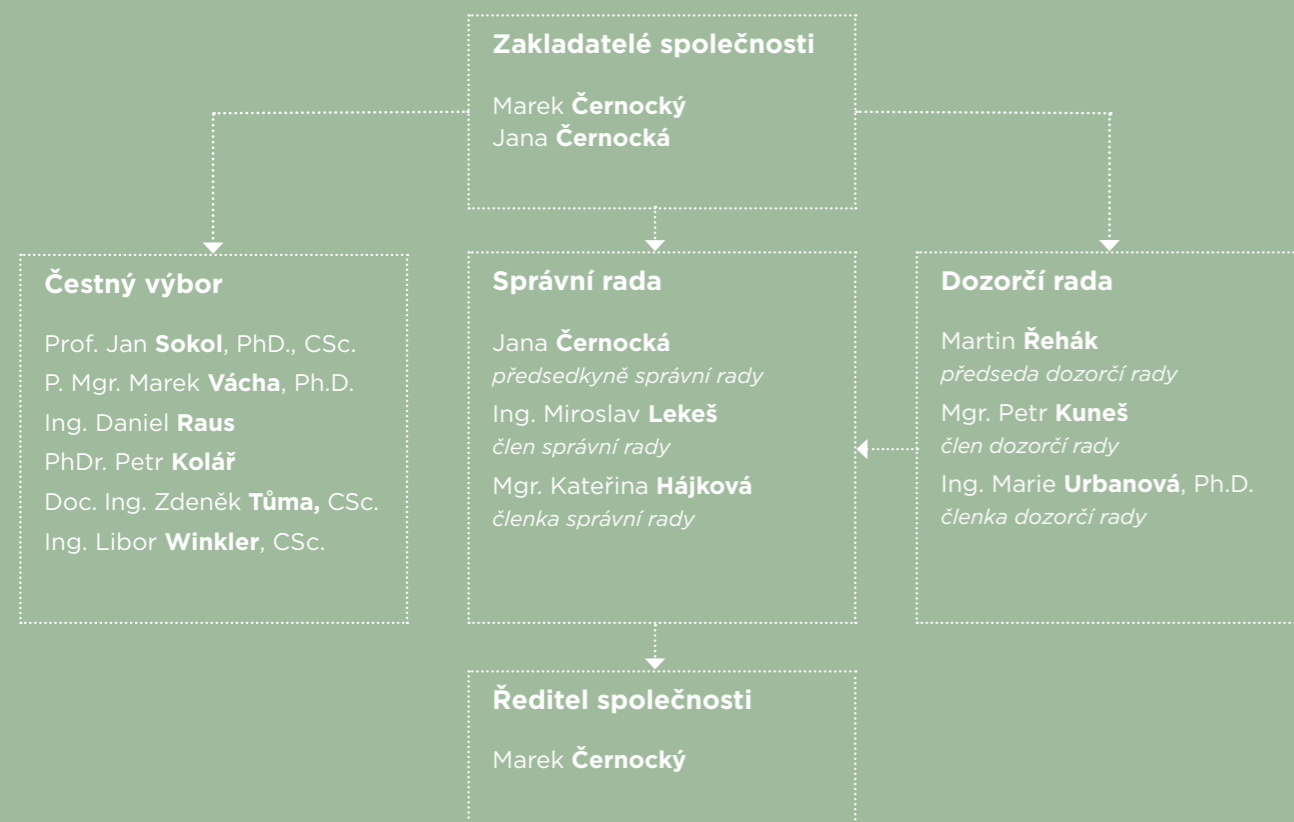 Zakladatelé společnosti
Marek Černocký
Jana Černocká
Čestný výbor
Prof. Jan Sokol, PhD., CSc.
P. Mgr. Marek Vácha, Ph.D.
Ing. Daniel Raus
PhDr. Petr Kolář
Doc. Ing. Zdeněk Tůma, CSc.
Ing. Libor Winkler, CSc.
Správní rada
Jana Černocká
předsedkyně správní rady
Ing. Miroslav Lekeš
člen správní rady
Mgr. Kateřina Hájková
členka správní rady
Dozorčí rada
Martin Řehák
předseda dozorčí rady
Mgr. Petr Kuneš
člen dozorčí rady
Ing. Marie Urbanová, Ph.D.
členka dozorčí rady
Ředitel společnosti
Marek Černocký